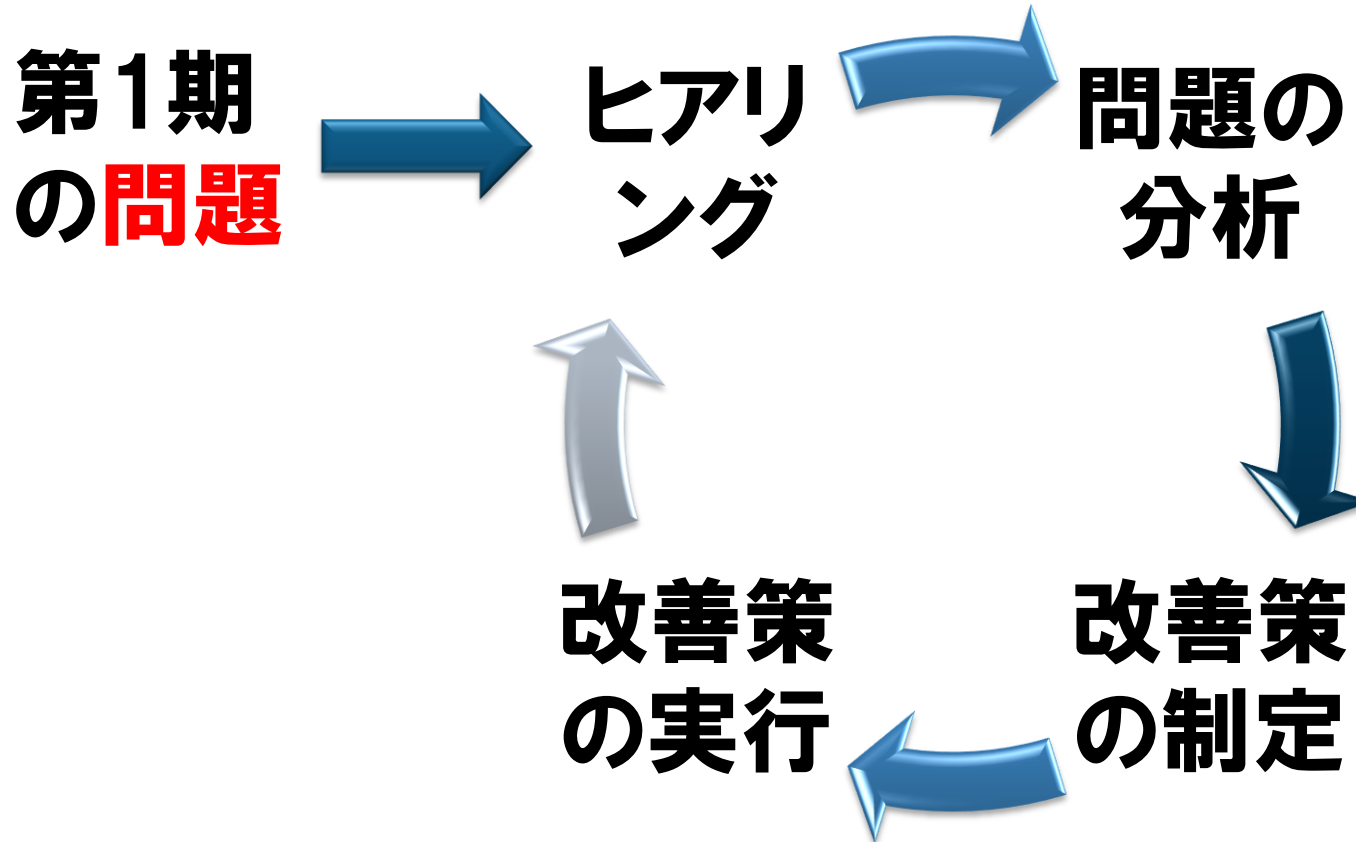 第1期
の問題
ヒアリ
ング
問題の
分析
改善策
の制定
改善策
の実行